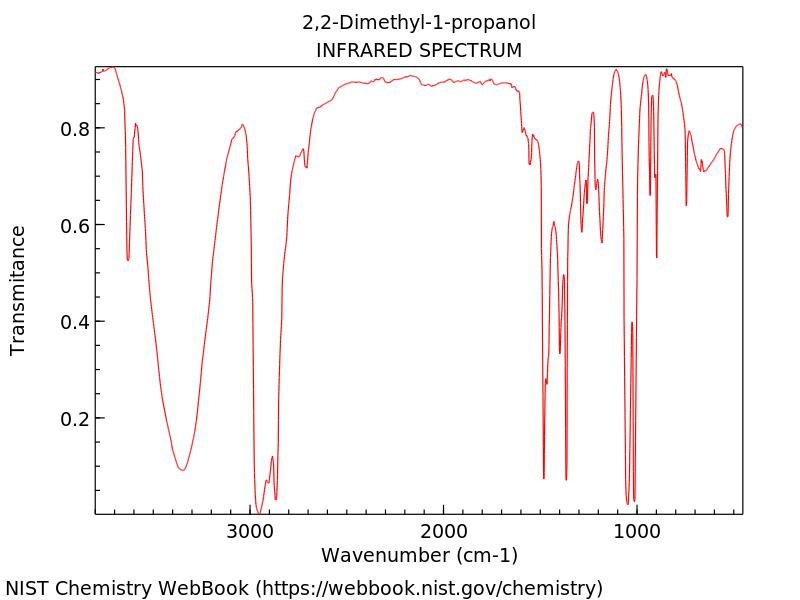 2,2-Dimethyl-1-propanol
INFRARED SPECTRUM
0.8
0.6
0.4
0.2
Transmitance
3000
2000
1000
Wavenumber (cm-1)
NIST Chemistry WebBook (https://webbook.nist.gov/chemistry)